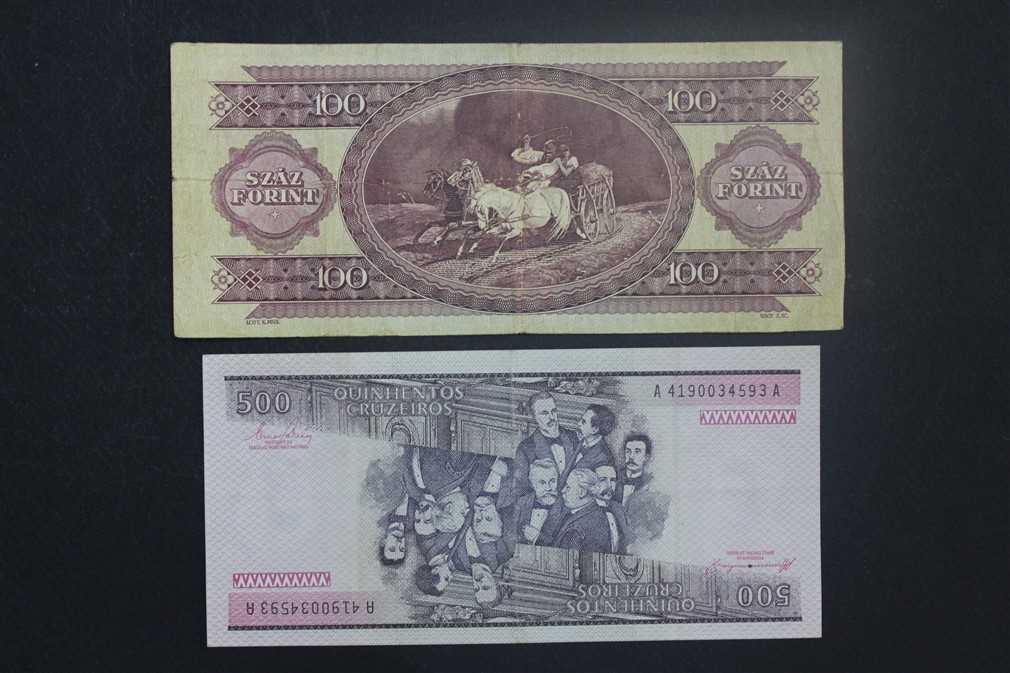 100
100
SZÁZ
FORINT
SZÁZ
FORINT
100
100
500
QUINHENTOS
CRUZEIROS
A 4190034593 A
A 4190034593 A
QUINHENTOS
CRUZEIROS
500